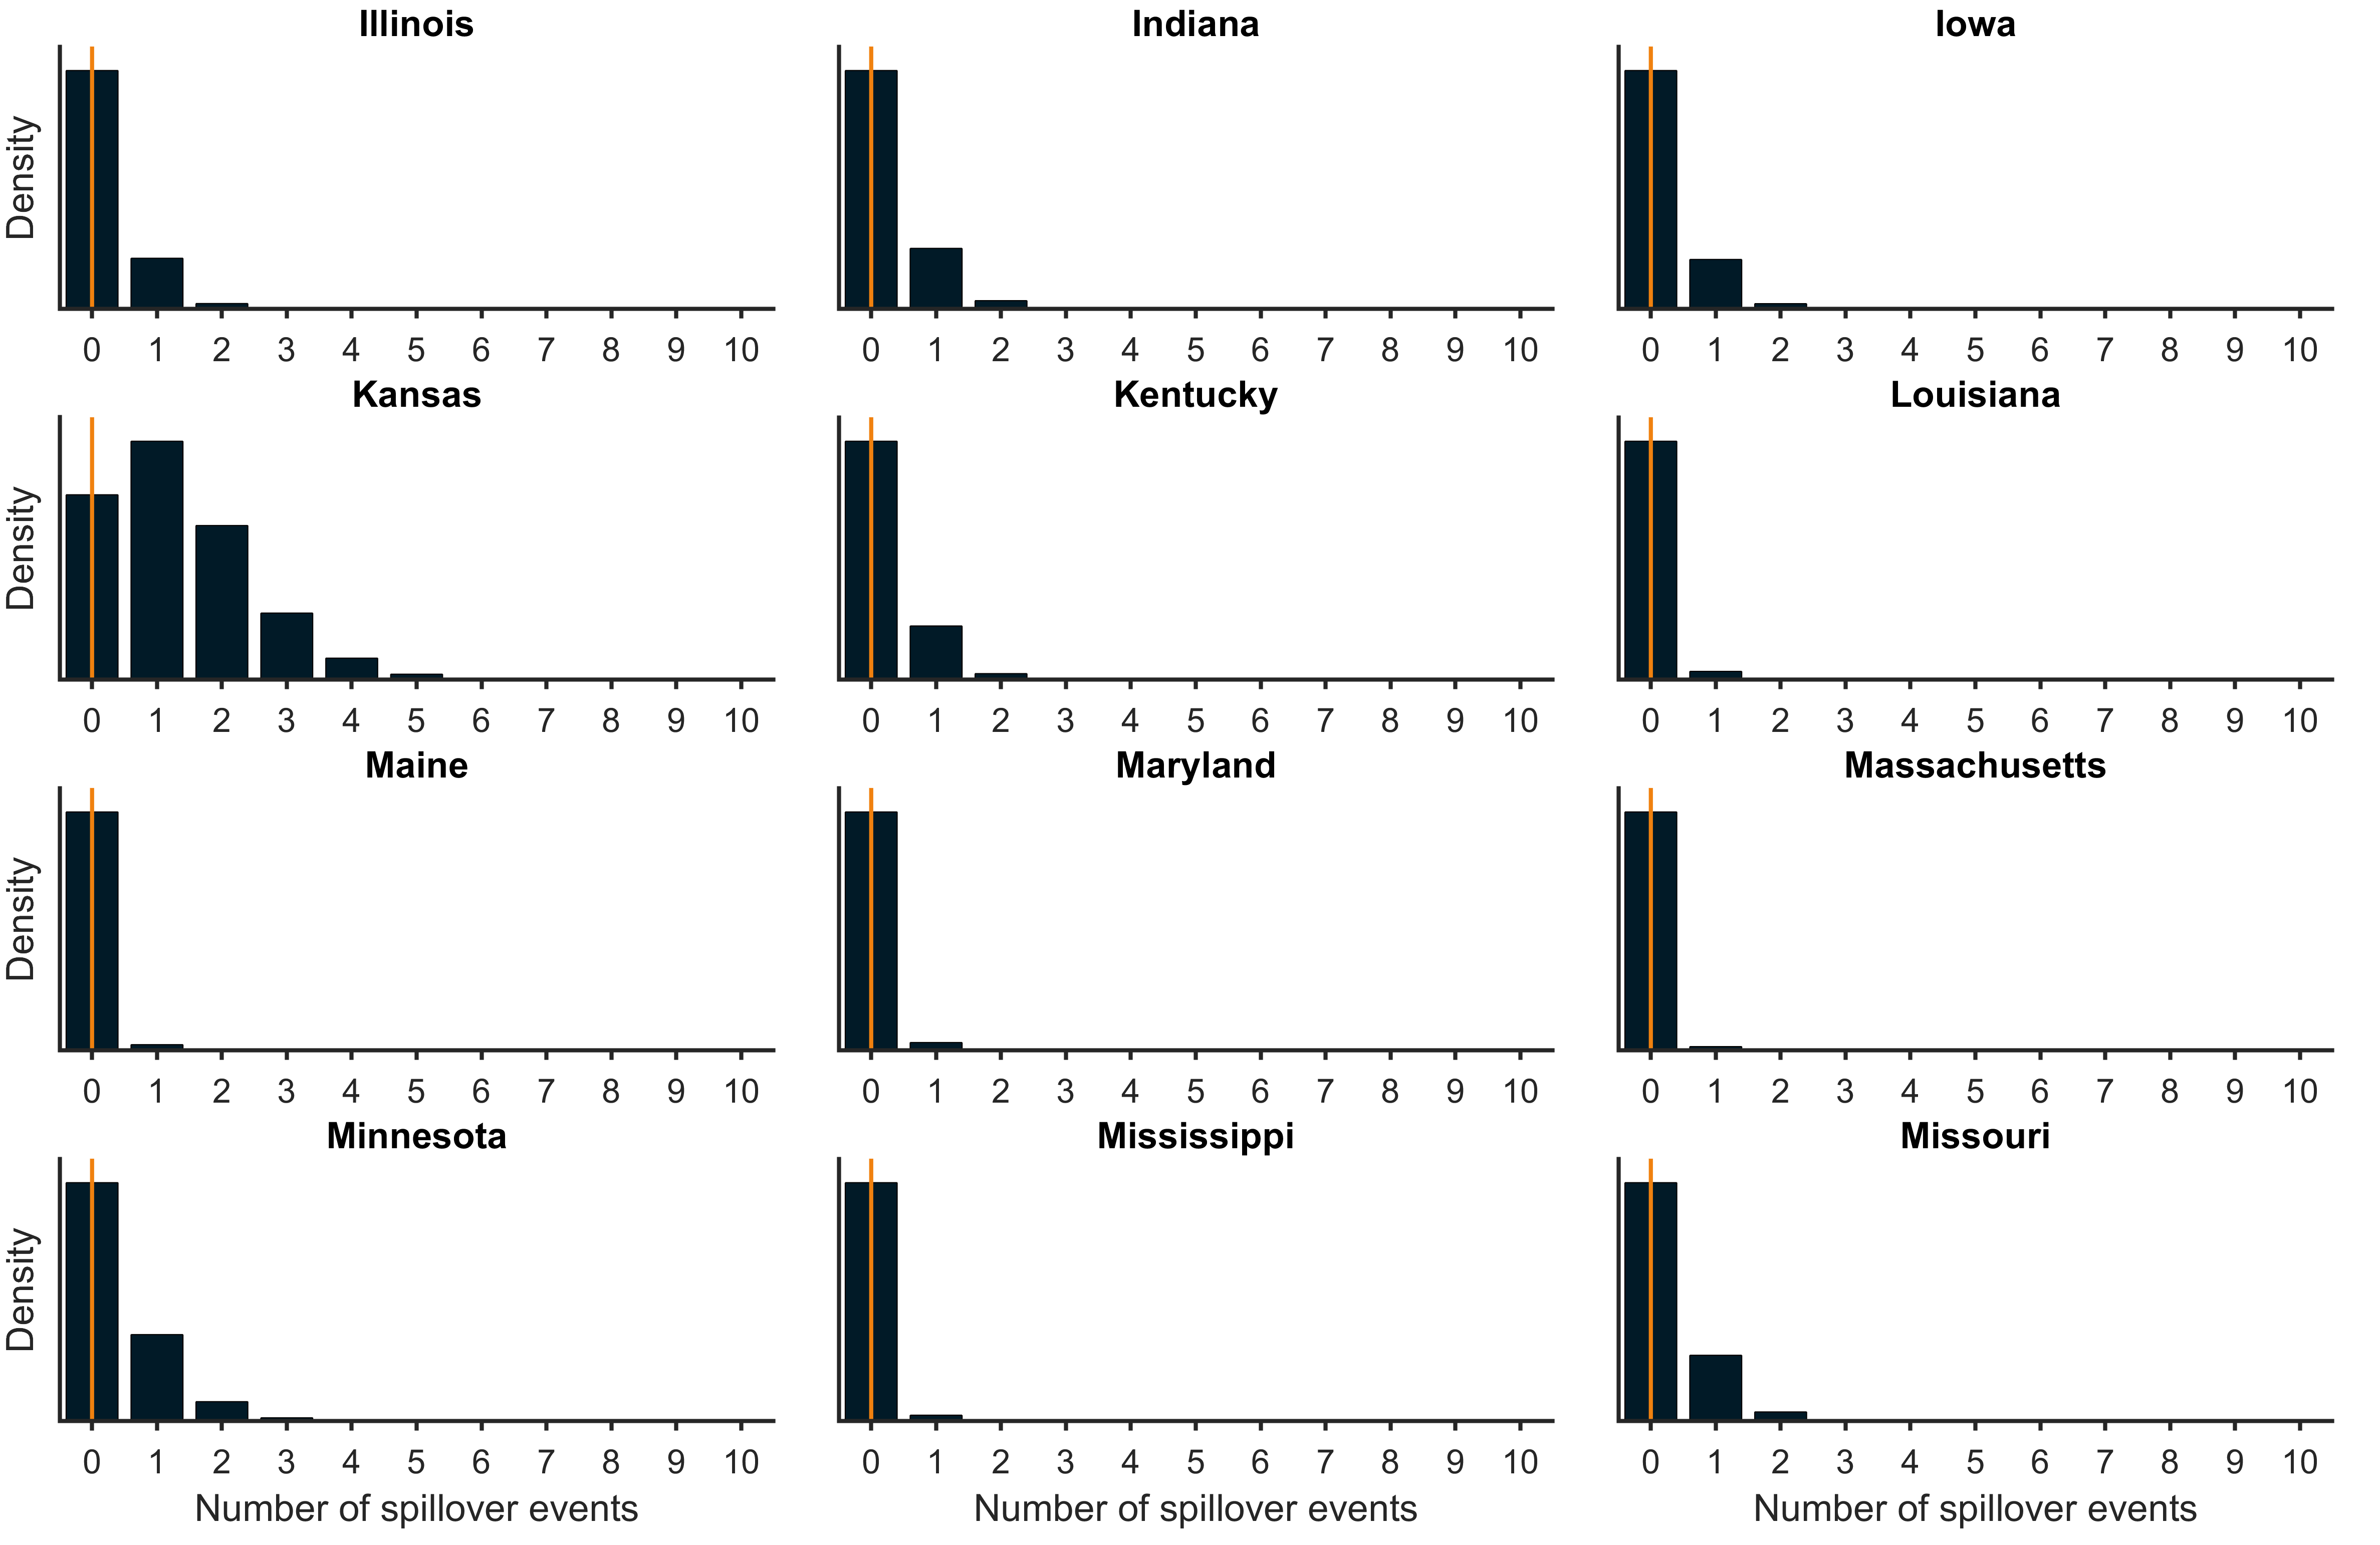 Illinois Indiana Iowa
Density
0 1 2 3 4 5 6 7 8 9 10 0 1 2 3 4 5 6 7 8 9 10 0 1 2 3 4 5 6 7 8 9 10
Kansas Kentucky Louisiana
Density
0 1 2 3 4 5 6 7 8 9 10 0 1 2 3 4 5 6 7 8 9 10 0 1 2 3 4 5 6 7 8 9 10
Maine Maryland Massachusetts
Density
0 1 2 3 4 5 6 7 8 9 10 0 1 2 3 4 5 6 7 8 9 10 0 1 2 3 4 5 6 7 8 9 10
Minnesota Mississippi Missouri
Density
0 1 2 3 4 5 6 7 8 9 10 0 1 2 3 4 5 6 7 8 9 10 0 1 2 3 4 5 6 7 8 9 10
Number of spillover events Number of spillover events Number of spillover events